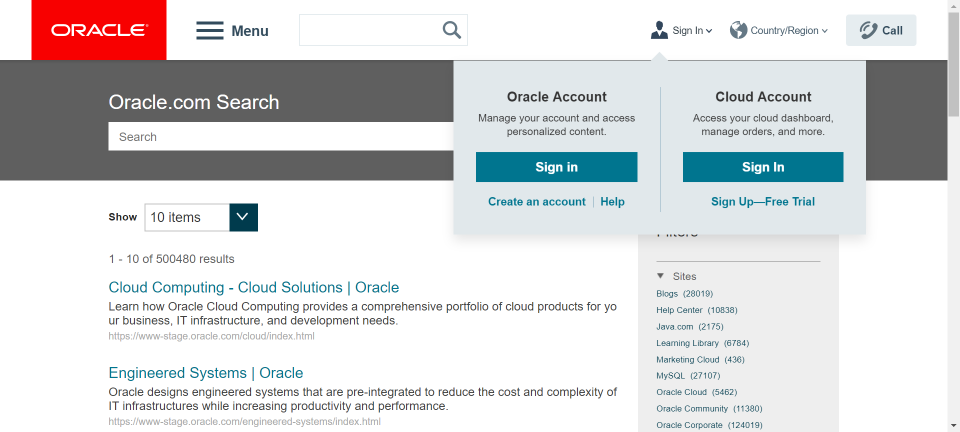 ORACLE
Menu
Sign In
Country/Region
Call
Oracle Account
Manage your account and access
personalized content.
Sign in
Create an account | Help
Cloud Account
Access your cloud dashboard,
manage orders, and more.
Sign In
Sign Up—Free Trial
Oracle.com Search
Search
Show
10 items
1 - 10 of 500480 results
Cloud Computing - Cloud Solutions | Oracle
Learn how Oracle Cloud Computing provides a comprehensive portfolio of cloud products for yo
ur business, IT infrastructure, and development needs.
https://www-stage.oracle.com/cloud/index.html
Engineered Systems | Oracle
Oracle designs engineered systems that are pre-integrated to reduce the cost and complexity of
IT infrastructures while increasing productivity and performance.
https://www-stage.oracle.com/engineered-systems/index.html
Filters
Sites
Blogs (28019)
Help Center (10838)
Java.com (2175)
Learning Library (6784)
Marketing Cloud (436)
MySQL (27107)
Oracle Cloud (5462)
Oracle Community (11380)
Oracle Corporate (124019)